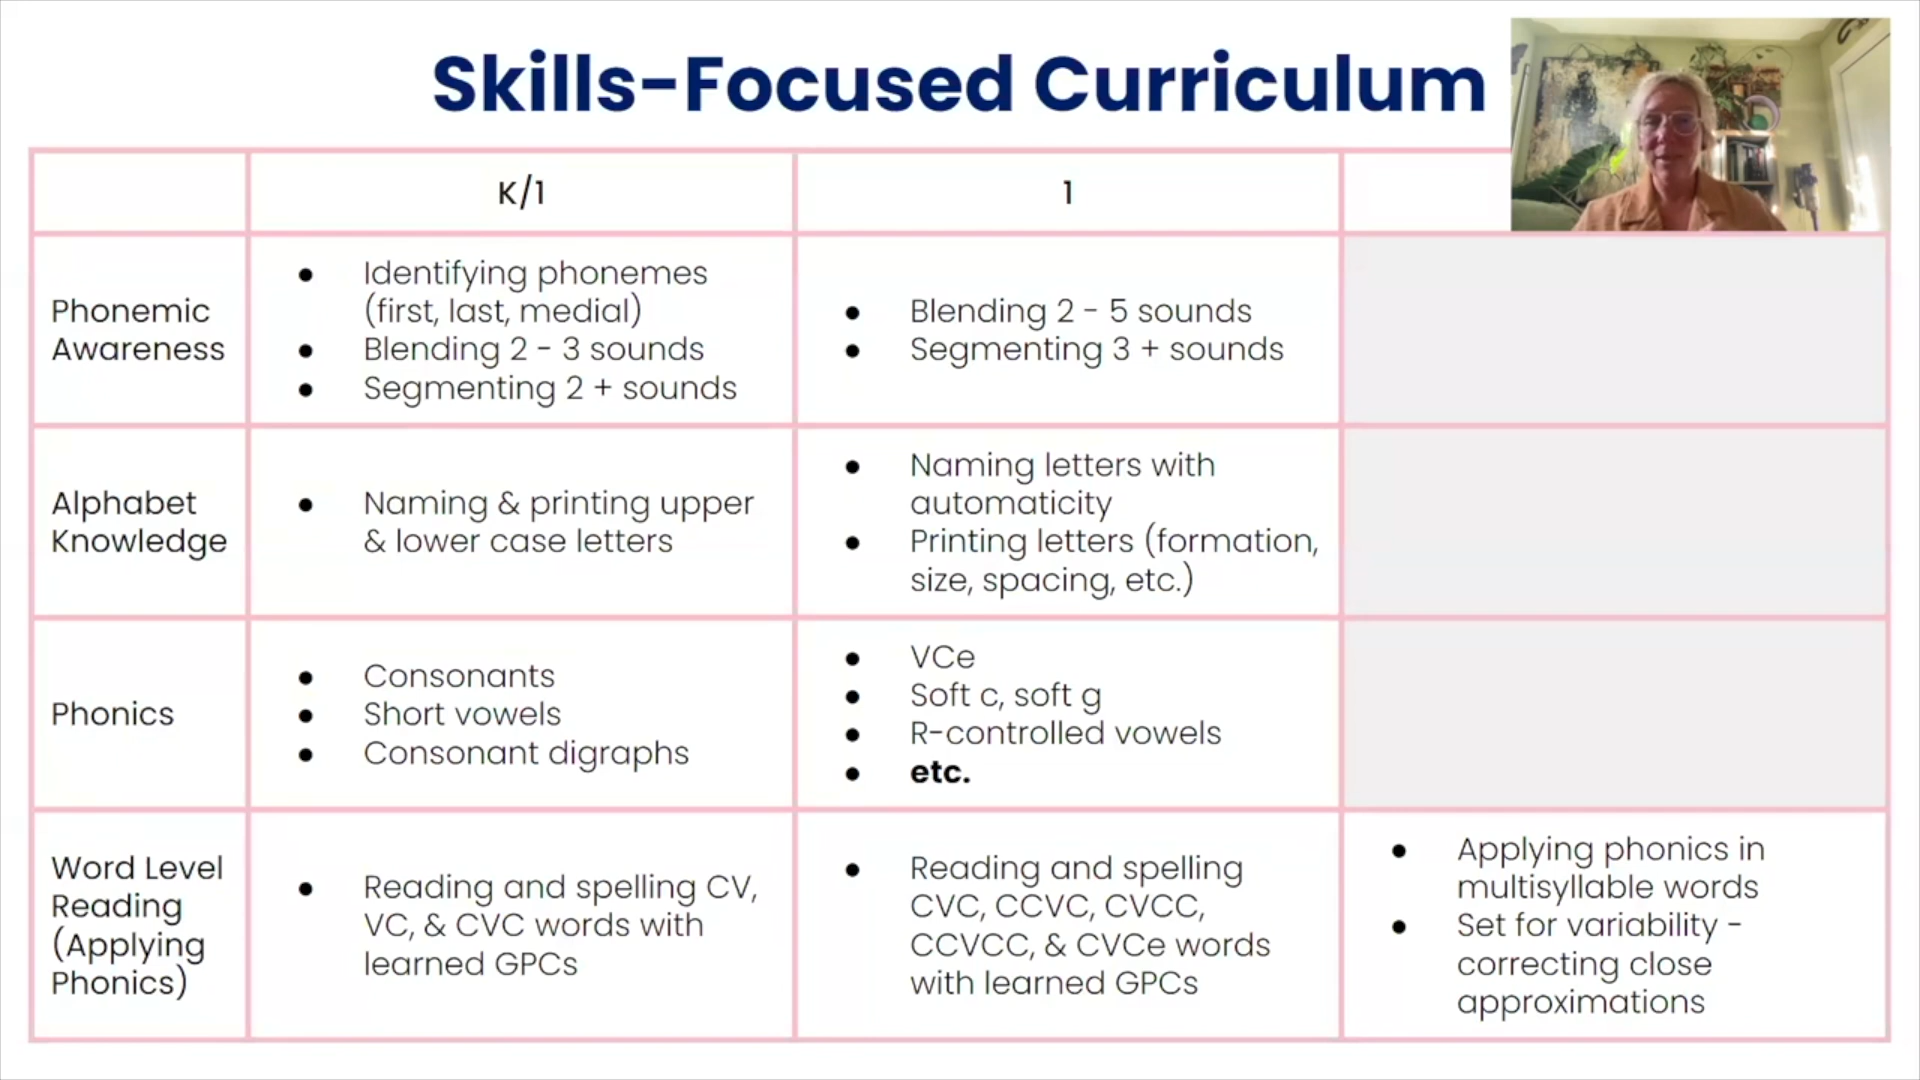 Skills-Focused Curriculum
K/1
1
Phonemic
Awareness
● Identifying phonemes
(first, last, medial)
● Blending 2 - 3 sounds
● Segmenting 2 + sounds
● Blending 2 - 5 sounds
● Segmenting 3 + sounds
Alphabet
Knowledge
● Naming & printing upper
& lower case letters
● Naming letters with
automaticity
● Printing letters (formation,
size, spacing, etc.)
Phonics
● Consonants
● Short vowels
● Consonant digraphs
● VCe
● Soft c, soft g
● R-controlled vowels
● etc.
Word Level
Reading
(Applying
Phonics)
● Reading and spelling CV,
VC, & CVC words with
learned GPCs
● Reading and spelling
CVC, CCVC, CVCC,
CCVCC, & CVCe words
with learned GPCs
● Applying phonics in
multisyllable words
● Set for variability -
correcting close
approximations